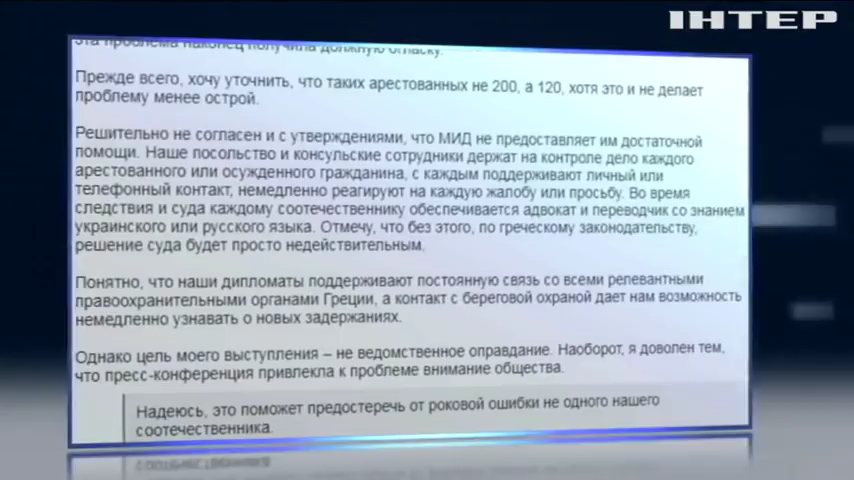 ІНТЕР
эта проблема наконец получила должную огласку.
Прежде всего, хочу уточнить, что таких арестованных не 200, а 120, хотя это и не делает
проблему менее острой.
Решительно не согласен и с утверждениями, что МИД не предоставляет им достаточной
помощи. Наше посольство и консульские сотрудники держат на контроле дело каждого
арестованного или осужденного гражданина, с каждым поддерживают личный или
телефонный контакт, немедленно реагируют на каждую жалобу или просьбу. Во время
следствия и суда каждому соотечественнику обеспечивается адвокат и переводчик со знанием
украинского или русского языка. Отмечу, что без этого, по греческому законодательству,
решение суда будет просто недействительным.
Понятно, что наши дипломаты поддерживают постоянную связь со всеми релевантными
правоохранительными органами Греции, а контакт с береговой охраной дает нам возможность
немедленно узнавать о новых задержаниях.
Однако цель моего выступления – не ведомственное оправдание. Наоборот, я доволен тем,
что пресс-конференция привлекла к проблеме внимание общества.
Надеюсь, это поможет предостеречь от роковой ошибки не одного нашего
соотечественника.